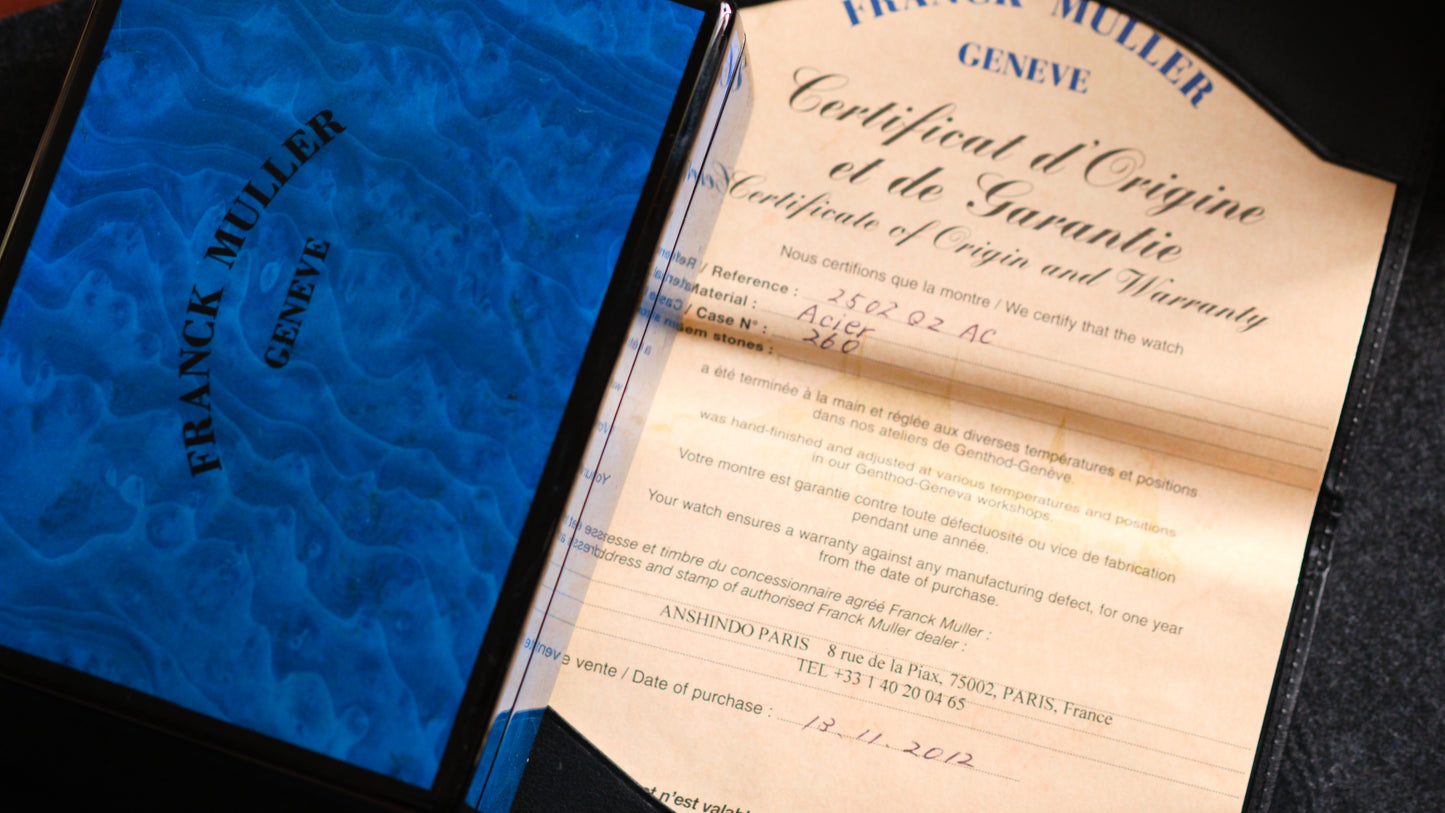 FRANCK MULLER
GENEVE
FRANCK MULLER
GENEVE
Certificat d'Origine
et de Garantie
Certificate of Origin and Warranty
Nous certifions que la montre / We certify that the watch
/ Reference : 2502 QZ AC
Material : Acier
/ Case N° : 260
em stones :
a été terminée à la main et réglée aux diverses températures et positions
dans nos ateliers de Genthod-Genève.
was hand-finished and adjusted at various temperatures and positions
in our Genthod-Geneva workshops.
Votre montre est garantie contre toute défectuosité ou vice de fabrication
pendant une année.
Your watch ensures a warranty against any manufacturing defect, for one year
from the date of purchase.
esse et timbre du concessionnaire agréé Franck Muller :
ddress and stamp of authorised Franck Muller dealer :
ANSHINDO PARIS 8 rue de la Piax, 75002, PARIS, France
TEL +33 1 40 20 04 65
e vente / Date of purchase : 13.11.2012
t n'est valab